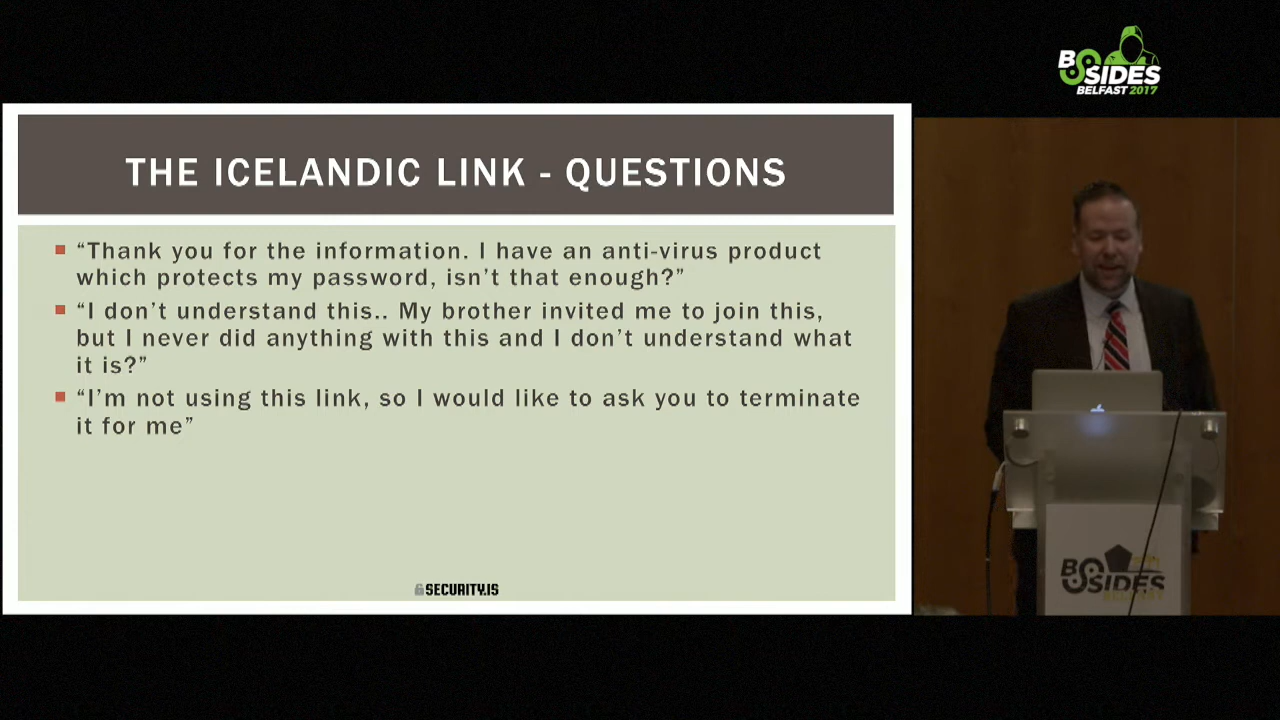 BSIDES
BELFAST 2017
THE ICELANDIC LINK - QUESTIONS
“Thank you for the information. I have an anti-virus product
which protects my password, isn’t that enough?”
“I don’t understand this.. My brother invited me to join this,
but I never did anything with this and I don’t understand what
it is?”
“I’m not using this link, so I would like to ask you to terminate
it for me”
SECURITY.IS
BSIDES